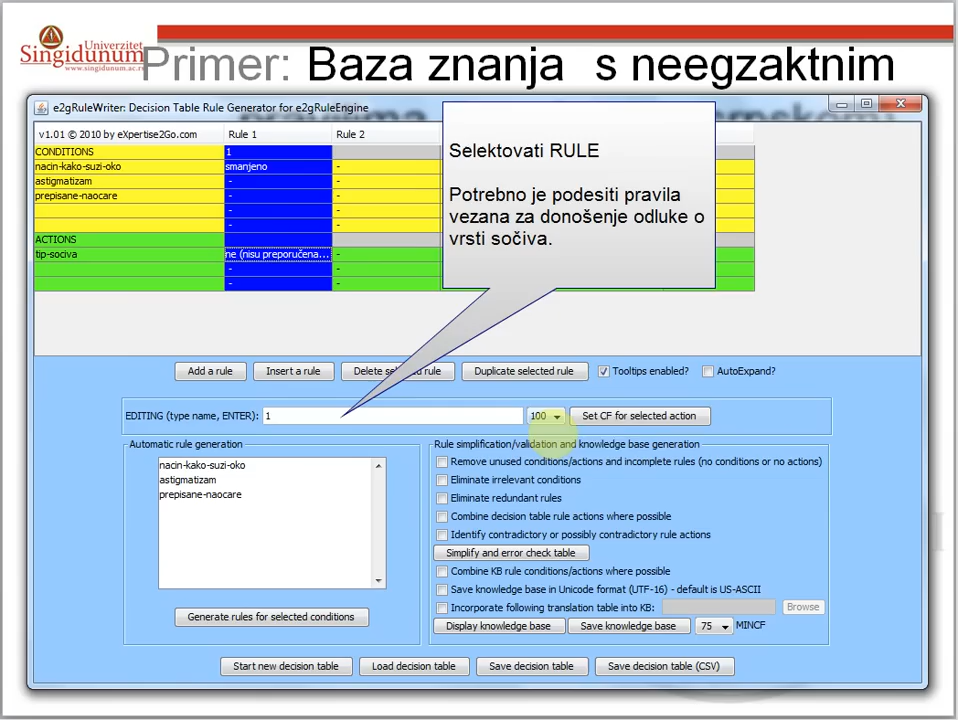 Univerzitet
Singidunum
www.singidunum.ac.rs
Primer: Baza znanja s neegzaktnim
e2gRuleWriter: Decision Table Rule Generator for e2gRuleEngine
v1.01 © 2010 by eXpertise2Go.com Rule 1 Rule 2
CONDITIONS 1
nacin-kako-suzi-oko smanjeno -
astigmatizam - -
prepisane-naocare - -
- -
- -
ACTIONS
tip-sociva ne (nisu preporučena... -
- -
- -
Selektovati RULE
Potrebno je podesiti pravila
vezana za donošenje odluke o
vrsti sočiva.
Add a rule Insert a rule Delete selected rule Duplicate selected rule Tooltips enabled? AutoExpand?
EDITING (type name, ENTER): 1 100 Set CF for selected action
Automatic rule generation
nacin-kako-suzi-oko
astigmatizam
prepisane-naocare
Generate rules for selected conditions
Rule simplification/validation and knowledge base generation
Remove unused conditions/actions and incomplete rules (no conditions or no actions)
Eliminate irrelevant conditions
Eliminate redundant rules
Combine decision table rule actions where possible
Identify contradictory or possibly contradictory rule actions
Simplify and error check table
Combine KB rule conditions/actions where possible
Save knowledge base in Unicode format (UTF-16) - default is US-ASCII
Incorporate following translation table into KB: Browse
Display knowledge base Save knowledge base 75 MINCF
Start new decision table Load decision table Save decision table Save decision table (CSV)